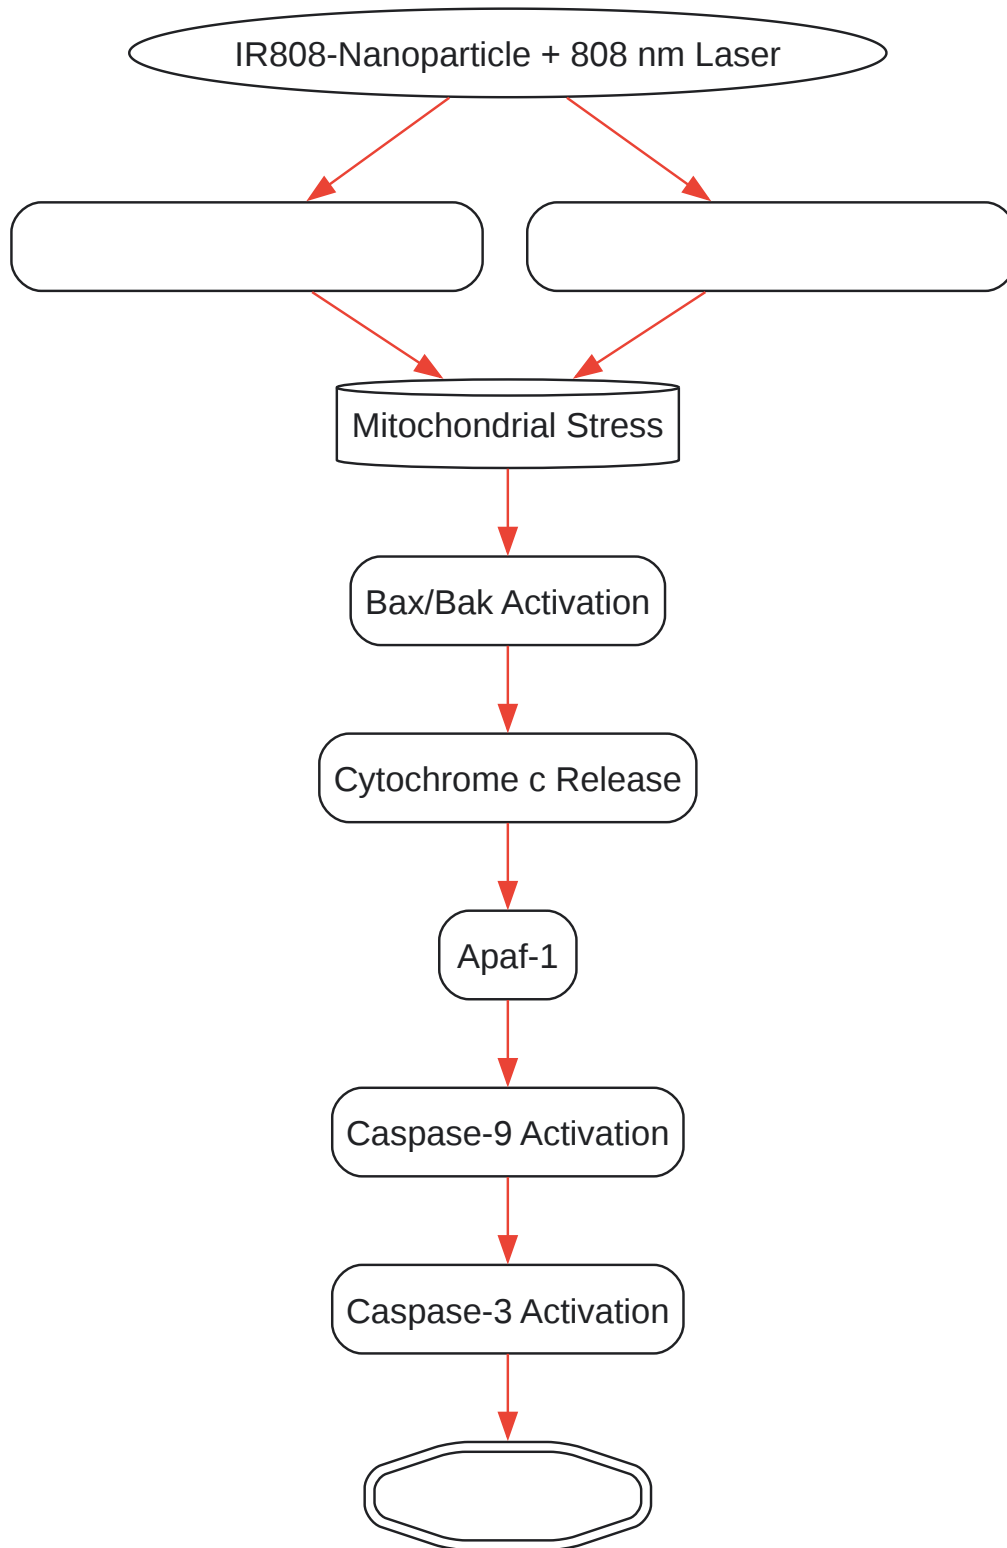 IR808-Nanoparticle + 808 nm Laser
Mitochondrial Stress
Bax/Bak Activation
Cytochrome c Release
Apaf-1
Caspase-9 Activation
Caspase-3 Activation